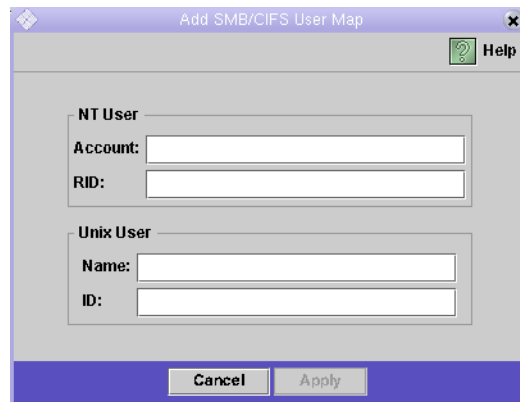 Add SMB/CIFS User Map
Help
NT User
Account:
RID:
Unix User
Name:
ID:
Cancel Apply